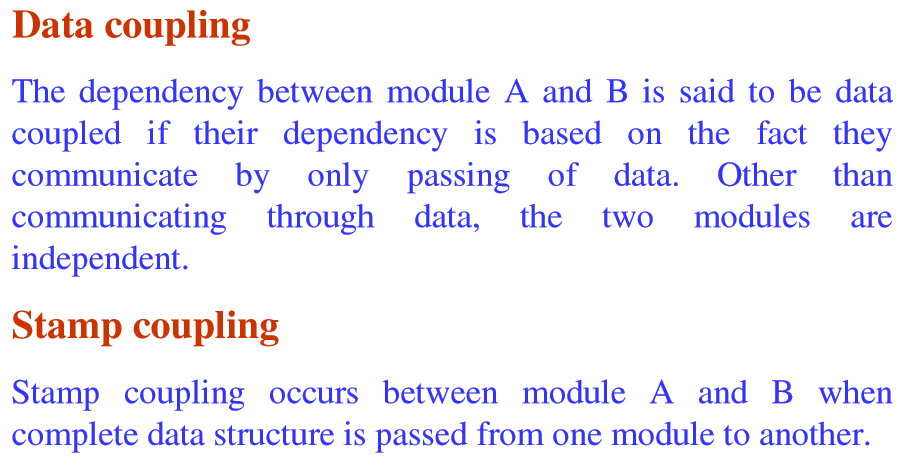 Data coupling
The dependency between module A and B is said to be data
coupled if their dependency is based on the fact they
communicate by only passing of data. Other than
communicating through data, the two modules are
independent.
Stamp coupling
Stamp coupling occurs between module A and B when
complete data structure is passed from one module to another.